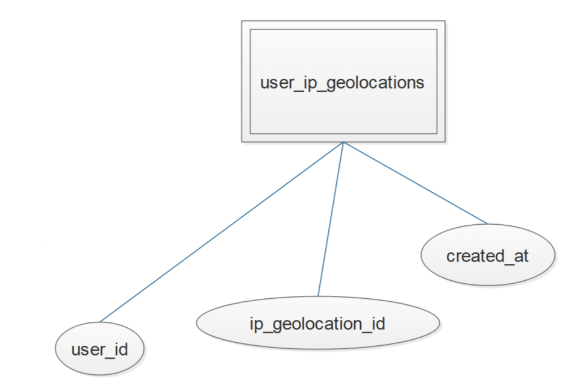 user_ip_geolocations
created_at
ip_geolocation_id
user_id